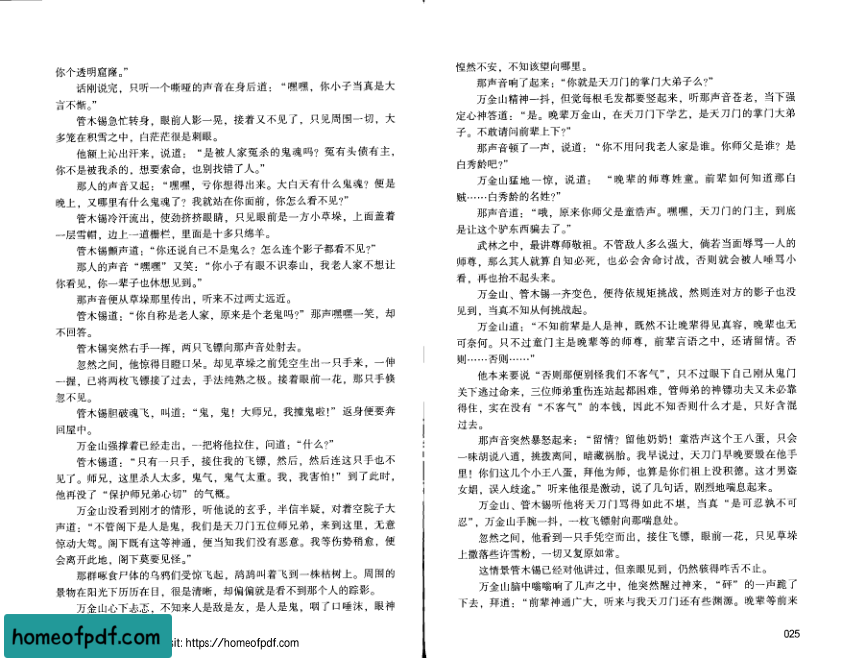 你个透明窟窿。”
话刚说完，只听一个嘶哑的声音在身后道：“嘿嘿，你小子当真是大
言不惭。”
管木锡急忙转身，眼前人影一晃，接着又不见了，只见周围一切，大
多笼在积雪之中，白茫茫很是刺眼。
他额上沁出汗来，说道：“是被人家冤杀的鬼魂吗？冤有头债有主，
你不是被我杀的，想要索命，也别找错了人。”
那人的声音又起：“嘿嘿，亏你想得出来。大白天有什么鬼魂？便是
晚上，又哪里有什么鬼魂了？我就站在你面前，你怎么看不见？”
管木锡冷汗流出，使劲挤挤眼睛，只见眼前是一方小草垛，上面盖着
一层雪帽，边上一道栅栏，里面是十多只绵羊。
管木锡颤声道：“你还说自己不是鬼么？怎么连个影子都看不见？”
那人的声音“嘿嘿”又笑：“你小子有眼不识泰山，我老人家不想让
你看见，你一辈子也休想见到。”
那声音便从草垛那里传出，听来不过两丈远近。
管木锡道：“你自称是老人家，原来是个老鬼吗？”那声嘿嘿一笑，却
不回答。
管木锡突然右手一挥，两只飞镖向那声音处射去。
忽然之间，他惊得目瞪口呆。却见草垛之前凭空生出一只手来，一伸
一握，已将两枚飞镖接了过去，手法纯熟之极。接着眼前一花，那只手倏
忽不见。
管木锡胆破魂飞，叫道：“鬼，鬼！大师兄，我撞鬼啦！”返身便要奔
回屋中。
万金山强撑着已经走出，一把将他拉住，问道：“什么？”
管木锡道：“只有一只手，接住我的飞镖，然后，然后连这只手也不
见了。师兄，这里杀人太多，鬼气，鬼气太重。我，我害怕！”到了此时，
他再没了“保护师兄弟心切”的气概。
万金山没看到刚才的情形，听他说的玄乎，半信半疑，对着空院子大
声道：“不管阁下是人是鬼，我们是天刀门五位师兄弟，来到这里，无意
惊动大驾。阁下既有这等神通，便当知我们没有恶意。我等伤势稍愈，便
会离开此地，阁下莫要见怪。”
那群啄食尸体的乌鸦们受惊飞起，鸹鸹叫着飞到一株枯树上。周围的
景物在阳光下历历在目，很是清晰，却偏偏就是看不到那个人的踪影。
万金山心下忐忑，不知来人是敌是友，是人是鬼，咽了口唾沫，眼神
惶然不安，不知该望向哪里。
那声音响了起来：“你就是天刀门的掌门大弟子么？”
万金山精神一抖，但觉每根毛发都要竖起来，听那声音苍老，当下强
定心神答道：“是。晚辈万金山，在天刀门下学艺，是天刀门的掌门大弟
子。不敢请问前辈上下？”
那声音顿了一声，说道：“你不用问我老人家是谁。你师父是谁？是
白秀龄吧？”
万金山猛地一惊，说道： “晚辈的师尊姓童。前辈如何知道那白
贼……白秀龄的名姓？”
那声音道：“哦，原来你师父是童浩声。嘿嘿，天刀门的门主，到底
是让这个驴东西骗去了。”
武林之中，最讲尊师敬祖。不管敌人多么强大，倘若当面辱骂一人的
师尊，那么其人就算自知必死，也必会舍命讨战，否则就会被人唾骂小
看，再也抬不起头来。
万金山、管木锡一齐变色，便待依规矩挑战，然则连对方的影子也没
见到，当真不知从何挑战起。
万金山道：“不知前辈是人是神，既然不让晚辈得见真容，晚辈也无
可奈何。只不过童门主是晚辈等的师尊，前辈言语之中，还请留情。否
则……否则……”
他本来要说“否则那便别怪我们不客气”，只不过眼下自己刚从鬼门
关下逃过命来，三位师弟重伤连站起都困难，管师弟的神镖功夫又未必靠
得住，实在没有“不客气”的本钱，因此不知否则什么才是，只好含混
过去。
那声音突然暴怒起来：“留情？留他奶奶！童浩声这个王八蛋，只会
一味胡说八道，挑拨离间，暗藏祸胎。我早说过，天刀门早晚要毁在他手
里！你们这几个小王八蛋，拜他为师，也算是你们祖上没积德。这才男盗
女娼，误人歧途。”听来他很是激动，说了几句话，剧烈地喘息起来。
万金山、管木锡听他将天刀门骂得如此不堪，当真“是可忍孰不可
忍”，万金山手腕一抖，一枚飞镖射向那喘息处。
忽然之间，他看到一只手凭空而出，接住飞镖，眼前一花，只见草垛
上撒落些许雪粉，一切又复原如常。
这情景管木锡已经对他讲过，但亲眼见到，仍然骇得咋舌不止。
万金山脑中嗡嗡响了几声之中，他突然醒过神来，“砰”的一声跪了
下去，拜道：“前辈神通广大，听来与我天刀门还有些渊源。晚辈等前来
025
homeofpdf.com
sit: https://homeofpdf.com